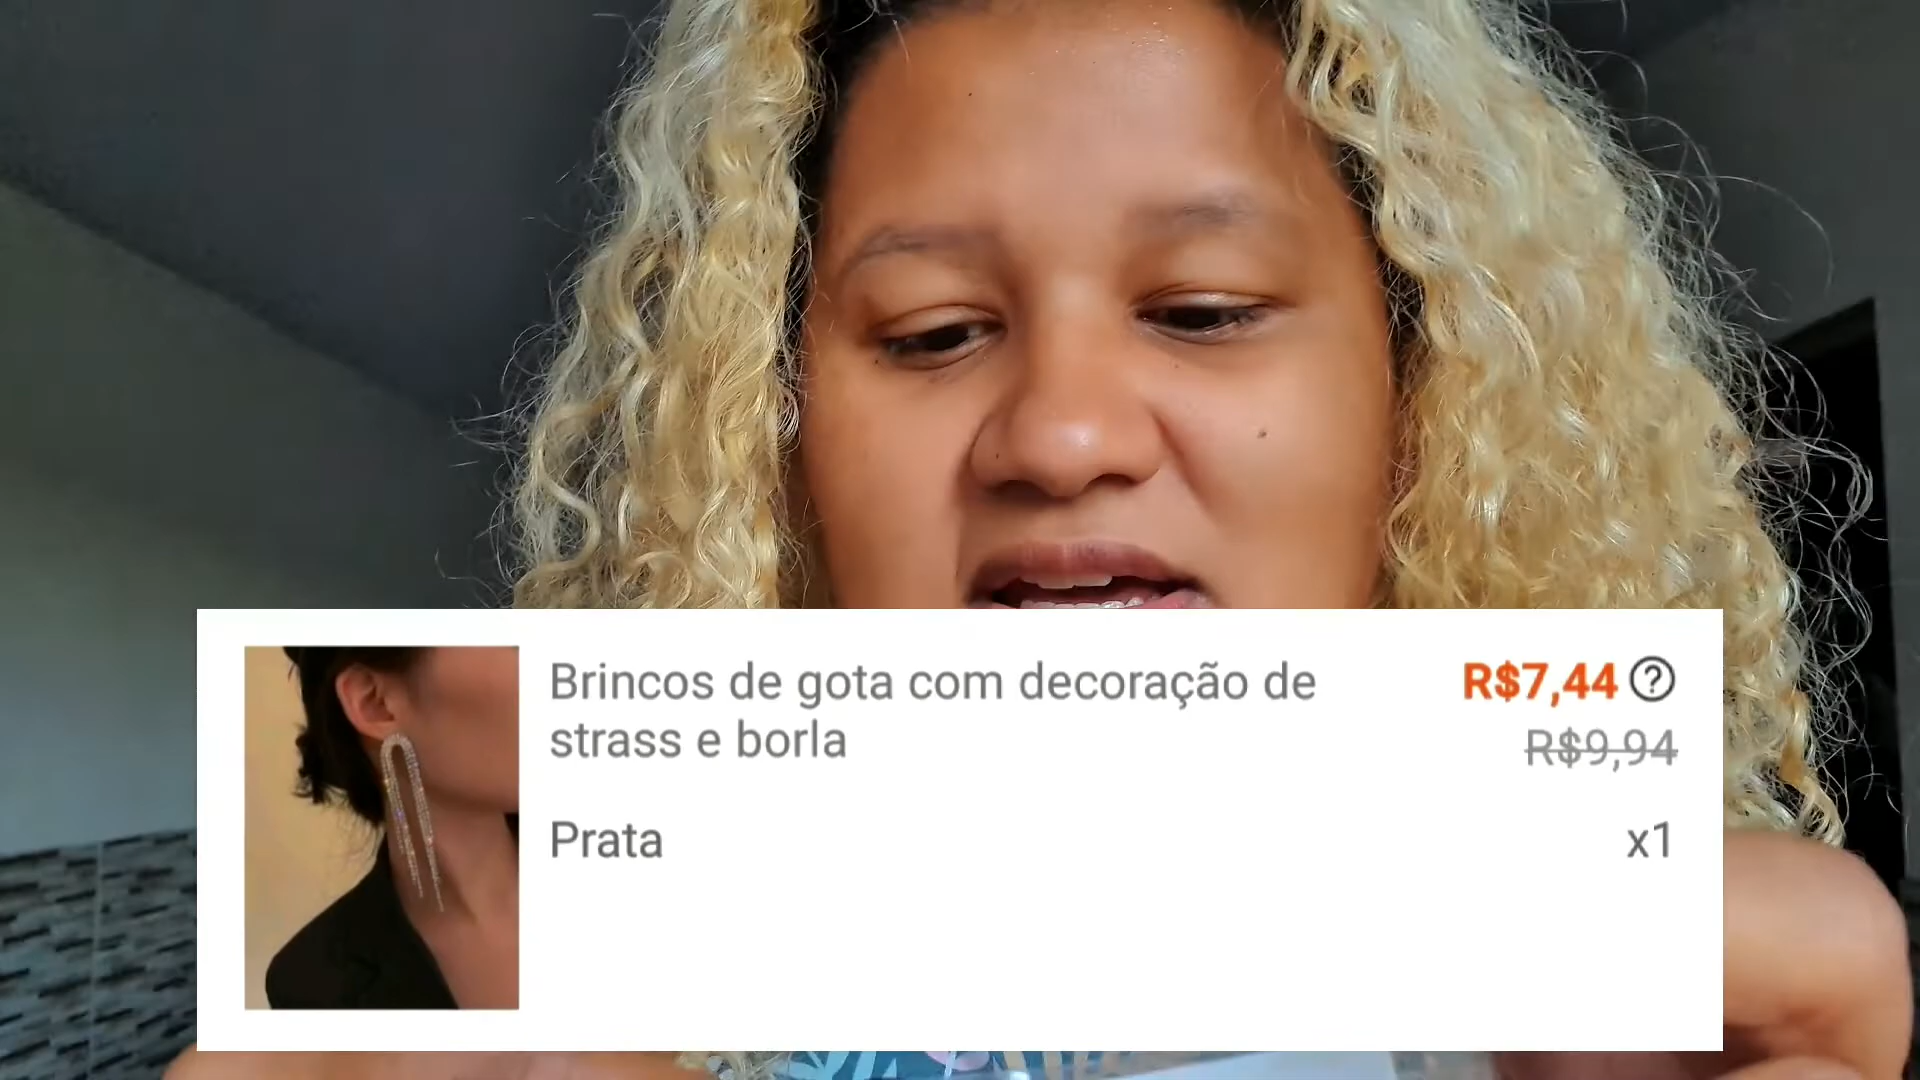 Brincos de gota com decoração de
strass e borla
R$7,44 ?
R$9,94
Prata
x1